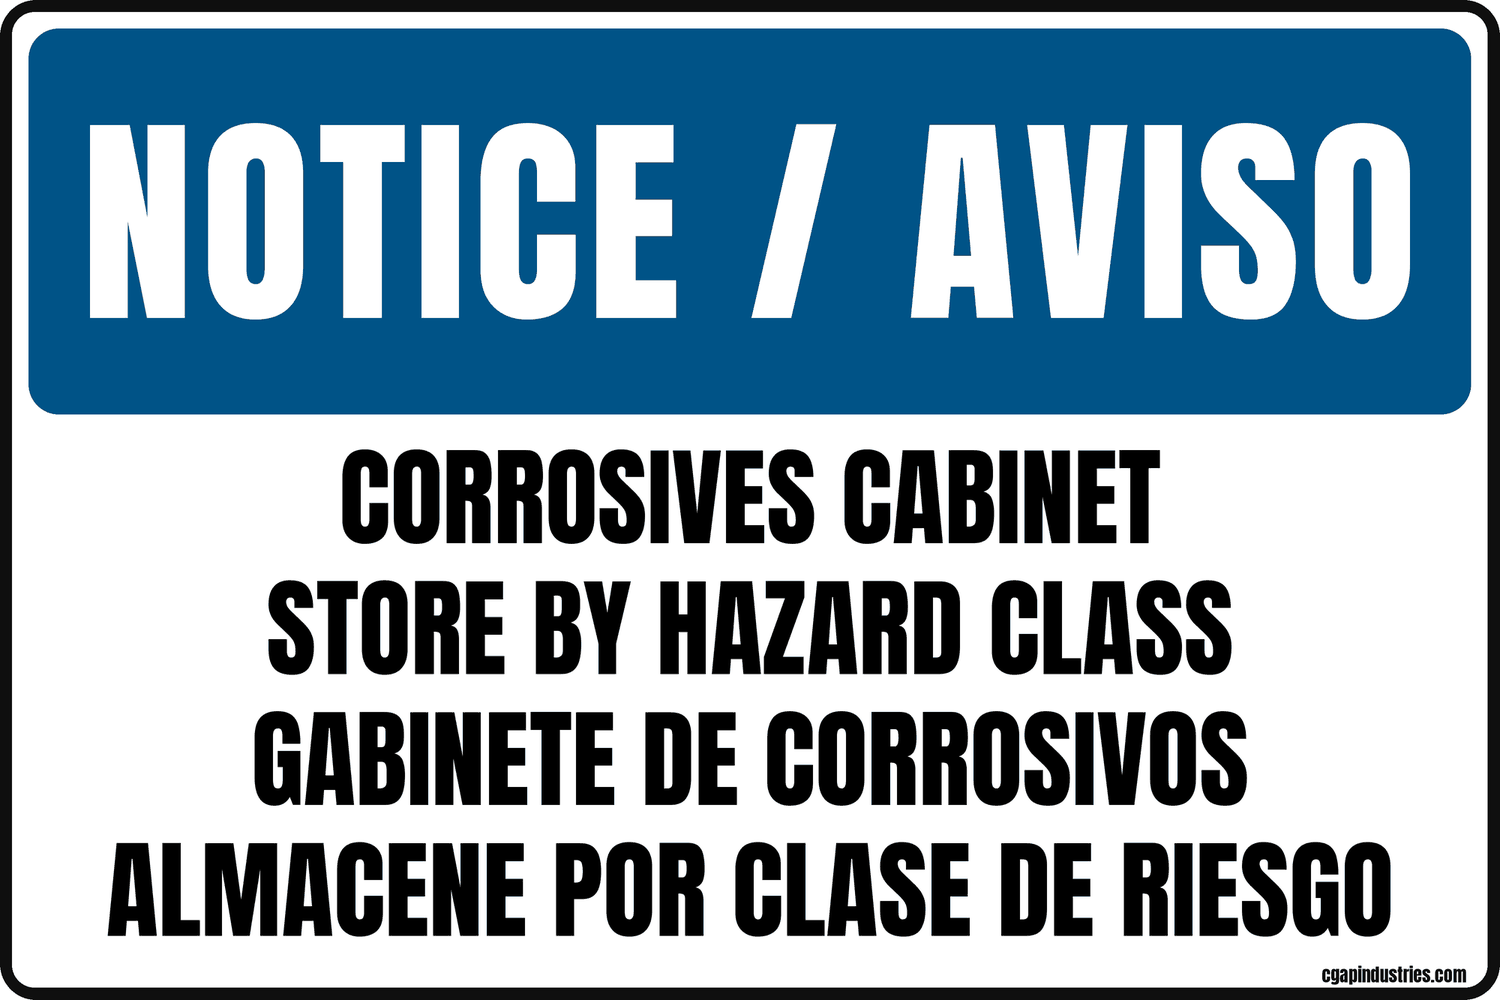 NOTICE / AVISO
CORROSIVES CABINET
STORE BY HAZARD CLASS
GABINETE DE CORROSIVOS
ALMACENE POR CLASE DE RIESGO
cgapindustries.com